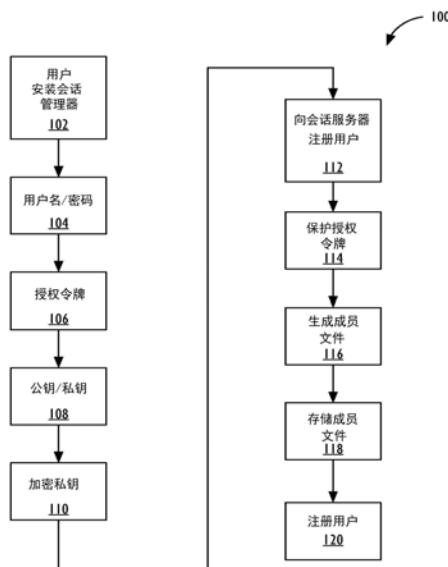 100
用户
安装会话
管理器
102
用户名/密码
104
授权令牌
106
公钥/私钥
108
加密私钥
110
向会话服务器
注册用户
112
保护授权
令牌
114
生成成员
文件
116
存储成员
文件
118
注册用户
120